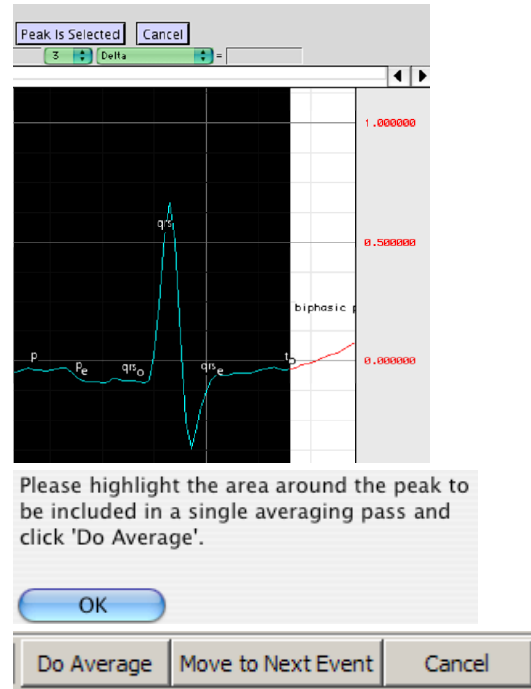 Peak Is Selected Cancel
3 Delta =
1.000000
qrs
0.500000
biphasic p
p pe qrso qrse t 0.000000
Please highlight the area around the peak to
be included in a single averaging pass and
click 'Do Average'.
OK
Do Average Move to Next Event Cancel